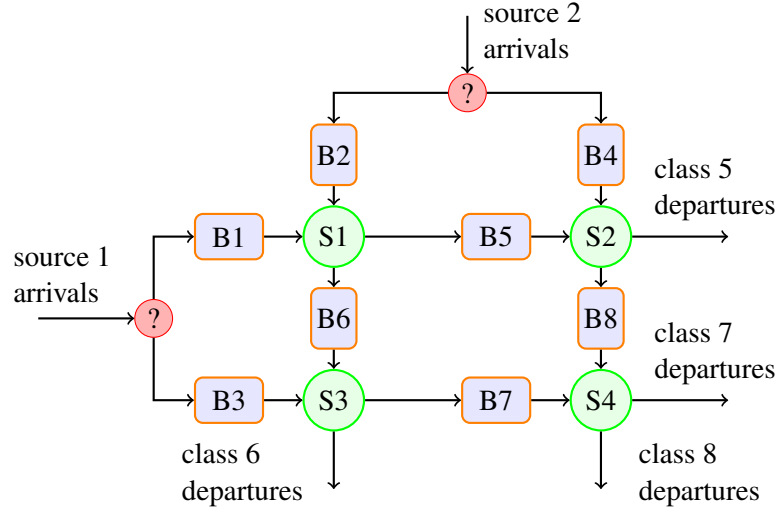 source 2
arrivals
?
B2
B4
class 5
departures
B1
S1
B5
S2
source 1
arrivals
?
B6
B8
class 7
departures
B3
S3
B7
S4
class 6
departures
class 8
departures